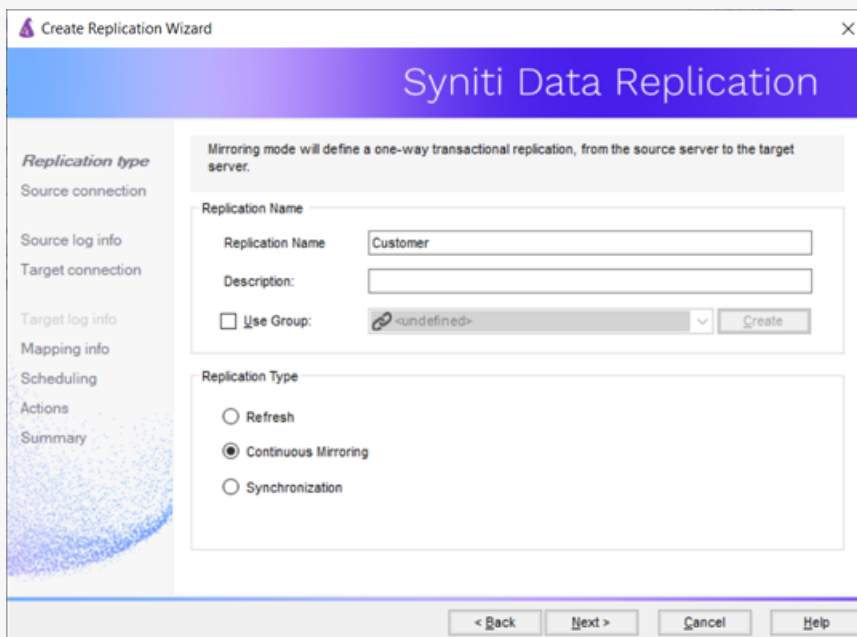 Create Replication Wizard
Syniti Data Replication
Replication type
Source connection
Source log info
Target connection
Target log info
Mapping info
Scheduling
Actions
Summary
Mirroring mode will define a one-way transactional replication, from the source server to the target
server.
Replication Name
Replication Name Customer
Description:
Use Group: <undefined> Create
Replication Type
Refresh
Continuous Mirroring
Synchronization
< Back Next > Cancel Help